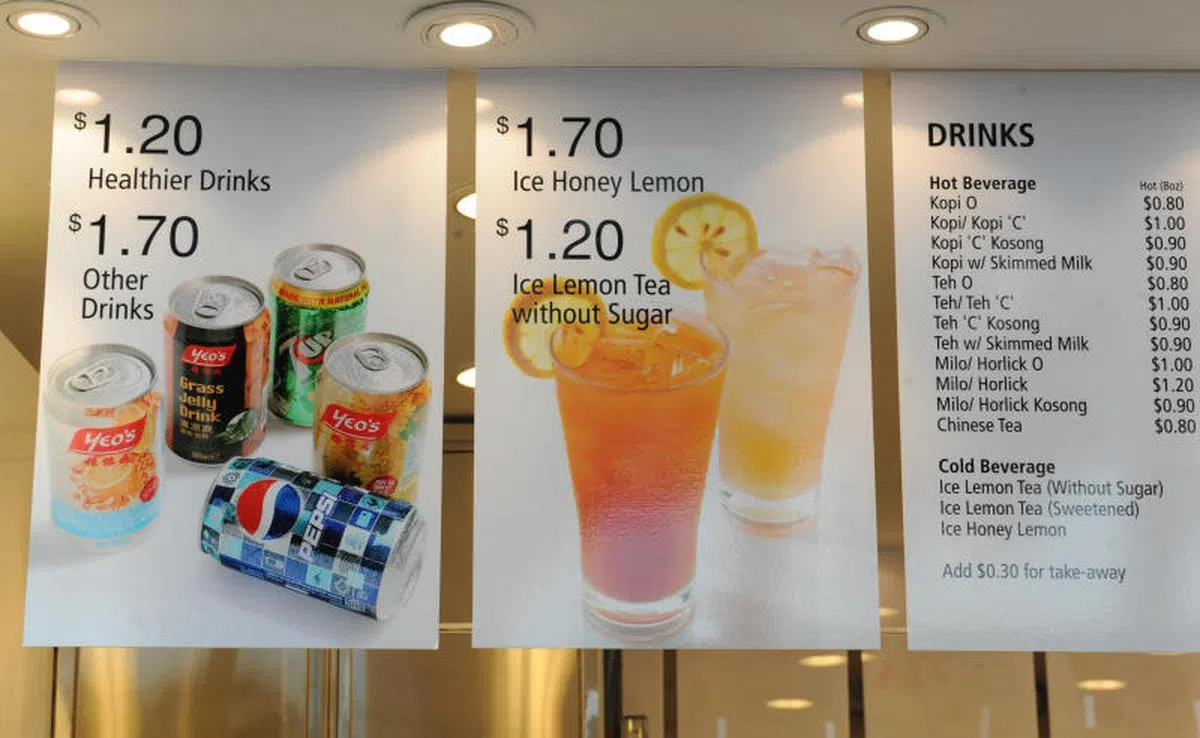 $1.20
Healthier Drinks
$1.70
Other
Drinks
YEO'S
YEO'S
Grass
Jelly
Drink
7UP
YEO'S
PEPSI
$1.70
Ice Honey Lemon
$1.20
Ice Lemon Tea
without Sugar
DRINKS
Hot Beverage Hot (8oz)
Kopi O $0.80
Kopi/ Kopi 'C' $1.00
Kopi 'C' Kosong $0.90
Kopi w/ Skimmed Milk $0.90
Teh O $0.80
Teh/ Teh 'C' $1.00
Teh 'C' Kosong $0.90
Teh w/ Skimmed Milk $0.90
Milo/ Horlick O $1.00
Milo/ Horlick $1.20
Milo/ Horlick Kosong $0.90
Chinese Tea $0.80
Cold Beverage
Ice Lemon Tea (Without Sugar)
Ice Lemon Tea (Sweetened)
Ice Honey Lemon
Add $0.30 for take-away